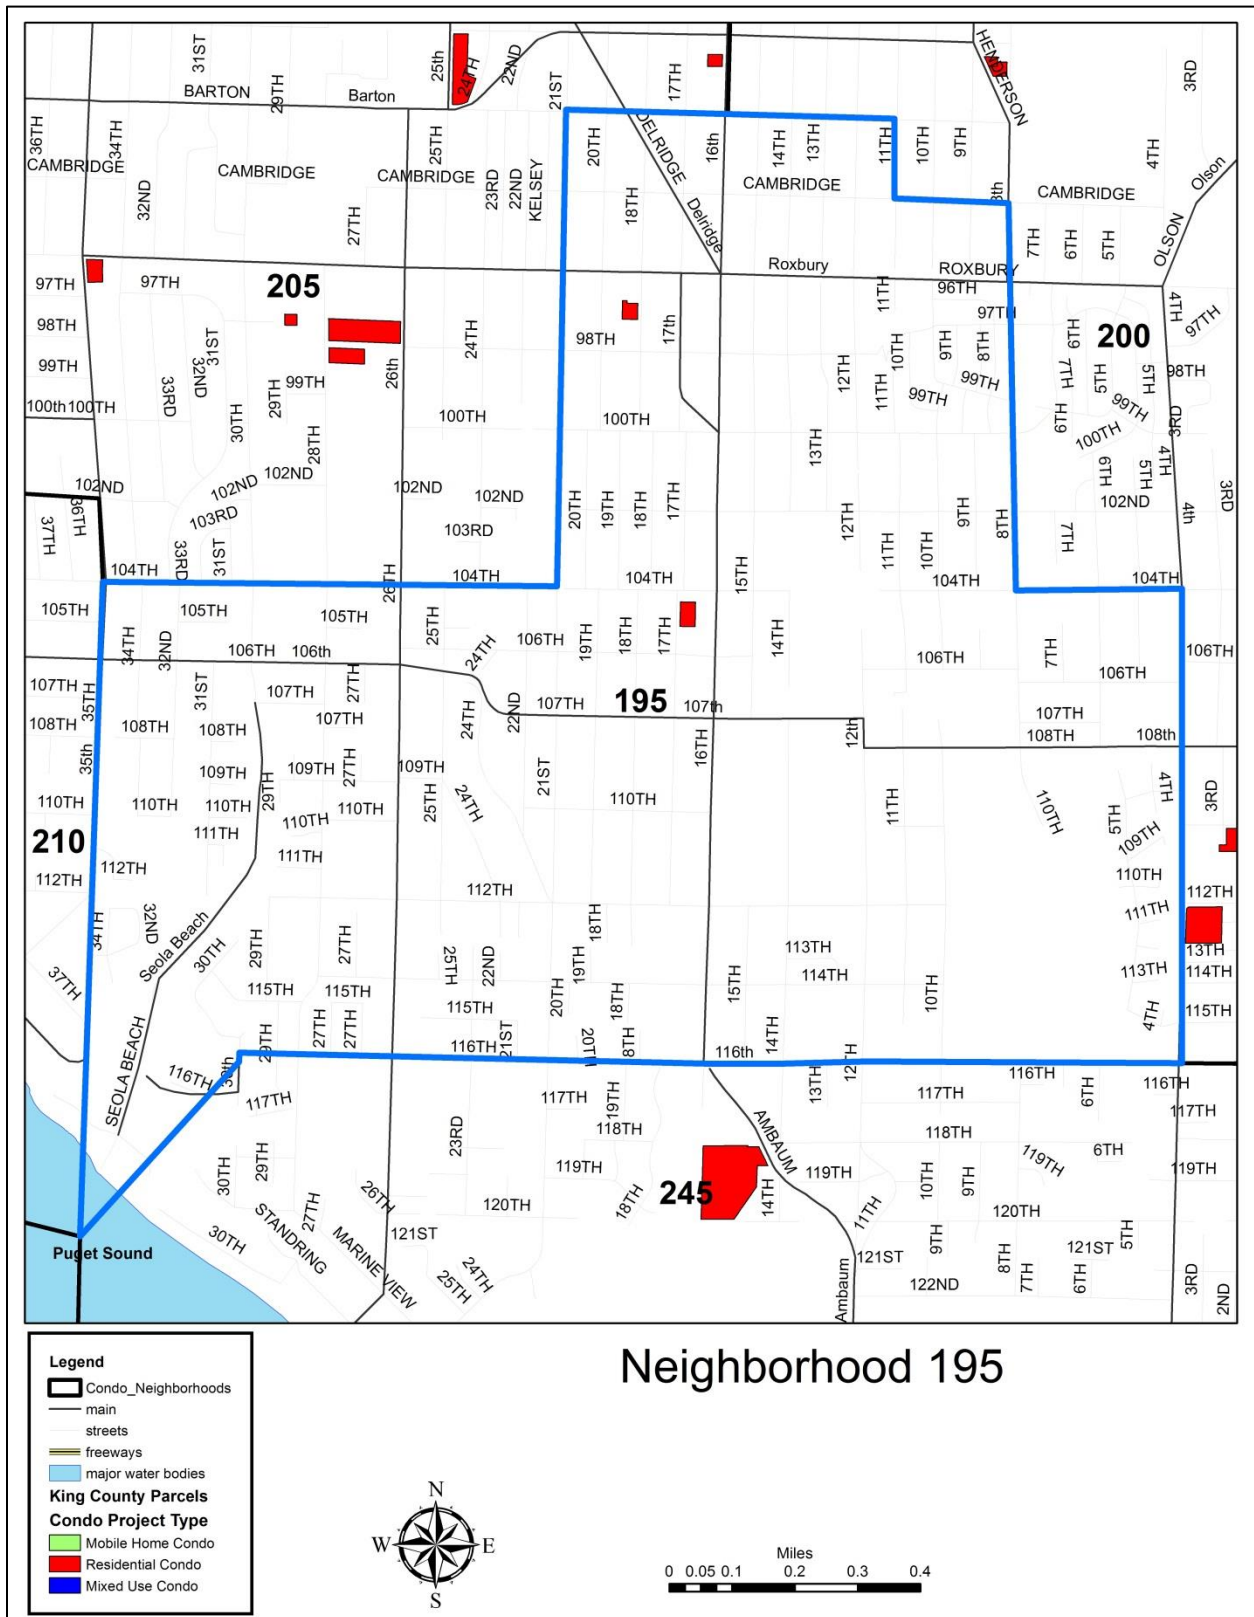 31ST
25th
24TH
22ND
17TH
HENDERSON
3RD
29TH
BARTON
Barton
21ST
DELRIDGE
36TH
34TH
25TH
20TH
16th
14TH
13TH
11TH
10TH
9TH
4TH
CAMBRIDGE
CAMBRIDGE
CAMBRIDGE
23RD
22ND
KELSEY
CAMBRIDGE
8th
CAMBRIDGE
Olson
32ND
27TH
18TH
Delridge
7TH
6TH
5TH
OLSON
Roxbury
ROXBURY
97TH
97TH
205
11TH
96TH
4TH
98TH
31ST
24TH
98TH
17th
97TH
97TH
10TH
9TH
8TH
6TH
200
99TH
33RD
32ND
29TH
99TH
26th
12TH
11TH
99TH
99TH
7TH
5TH
5TH
98TH
100th
100TH
30TH
28TH
100TH
100TH
13TH
6TH
99TH
3RD
100TH
102ND
102ND
102ND
102ND
102ND
6TH
5TH
4TH
36TH
37TH
103RD
103RD
20TH
19TH
18TH
17TH
12TH
9TH
8TH
102ND
4th
3RD
33RD
31ST
11TH
10TH
7TH
104TH
26TH
104TH
104TH
15TH
104TH
104TH
105TH
105TH
105TH
25TH
34TH
32ND
106TH
106th
24TH
106TH
19TH
18TH
17TH
14TH
106TH
7TH
106TH
106TH
107TH
35TH
31ST
107TH
27TH
107TH
195
107th
107TH
108TH
108TH
108TH
107TH
24TH
22ND
16TH
12th
108TH
108th
35th
109TH
29TH
109TH
27TH
109TH
21ST
4TH
3RD
110TH
110TH
110TH
110TH
25TH
24TH
110TH
11TH
110TH
5TH
210
111TH
110TH
109TH
112TH
112TH
111TH
112TH
110TH
112TH
34TH
32ND
Seola Beach
30TH
29TH
27TH
25TH
22ND
19TH
18TH
113TH
111TH
13TH
37TH
115TH
115TH
115TH
20TH
18TH
15TH
114TH
10TH
113TH
114TH
4TH
115TH
SEOLA BEACH
29TH
27TH
27TH
116TH
21ST
20TH
8TH
116th
14TH
12TH
116TH
30th
117TH
117TH
19TH
13TH
117TH
116TH
6TH
116TH
117TH
23RD
118TH
AMBAUM
118TH
30TH
29TH
119TH
119TH
119TH
6TH
119TH
27TH
26TH
120TH
18TH
245
14TH
11TH
10TH
9TH
120TH
Puget Sound
30TH
STANDRING
MARINE VIEW
121ST
25TH
24TH
Ambaum
121ST
9TH
8TH
7TH
121ST
6TH
5TH
122ND
3RD
2ND
Neighborhood 195
Legend
Condo_Neighborhoods
main
streets
freeways
major water bodies
King County Parcels
Condo Project Type
Mobile Home Condo
Residential Condo
Mixed Use Condo
N
W
E
S
Miles
0 0.05 0.1 0.2 0.3 0.4